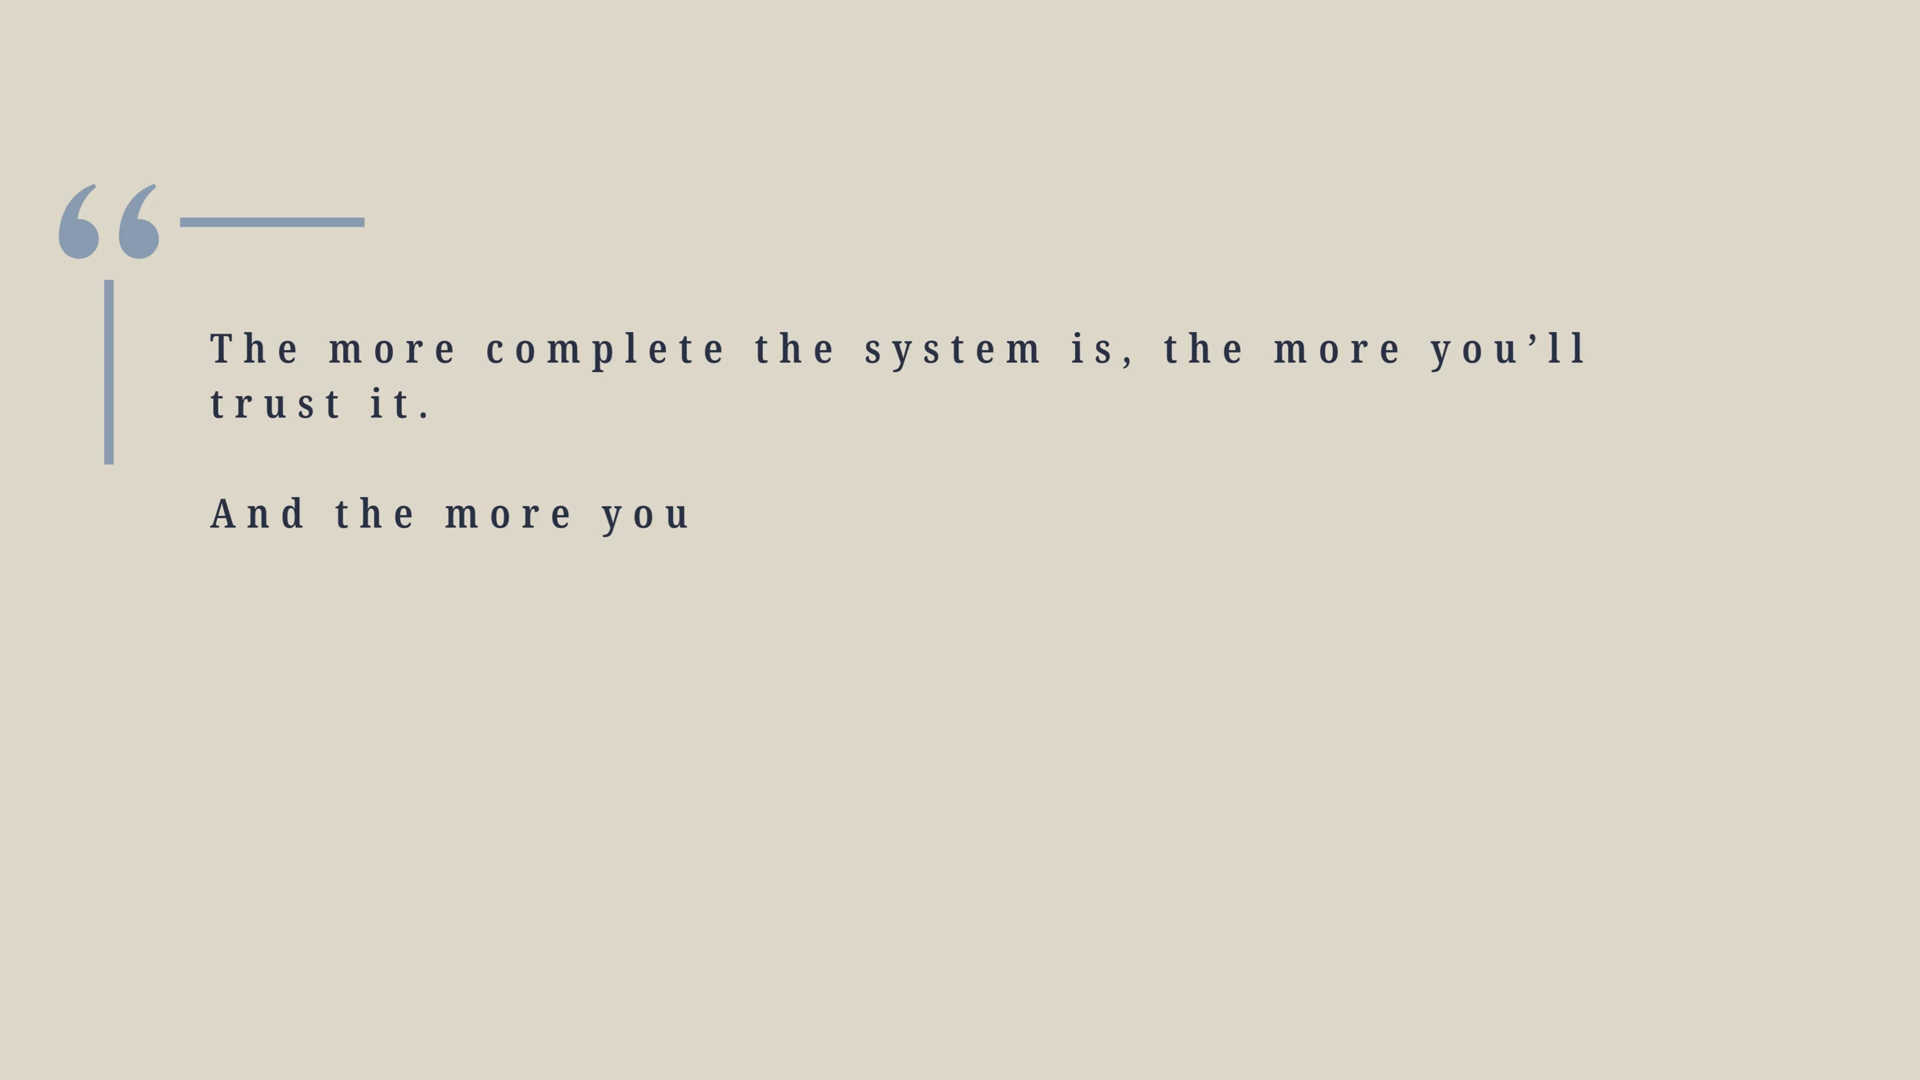 The more complete the system is, the more you’ll
trust it.
And the more you